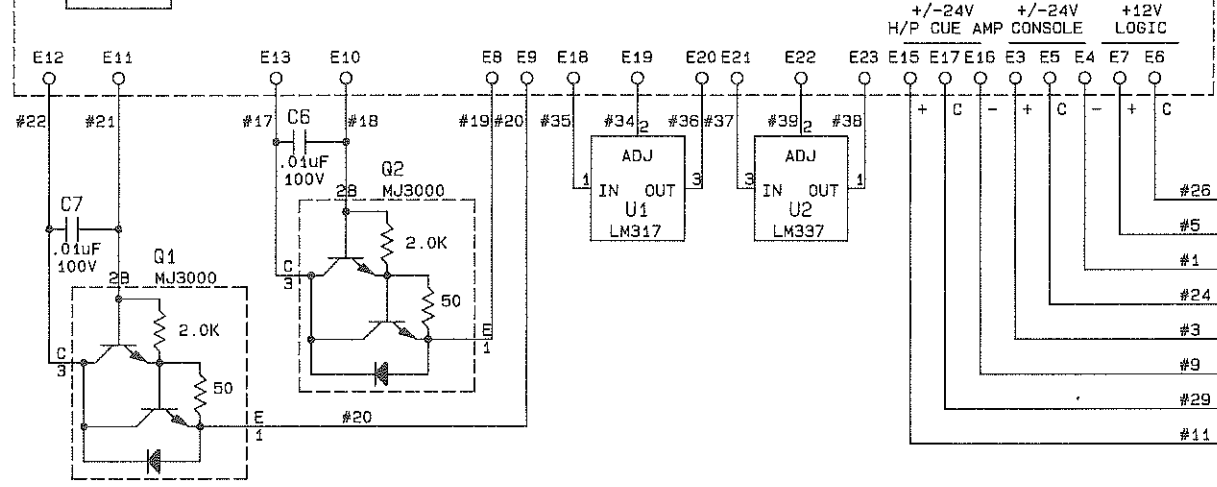 +/-24V +/-24V +12V
H/P CUE AMP CONSOLE LOGIC
E12 E11 E13 E10 E8 E9 E18 E19 E20 E21 E22 E23 E15 E17 E16 E3 E5 E4 E7 E6
+ C - + C - + C
#22 #21 #17 #18 #19 #20 #35 #34 2 #36 #37 #39 2 #38
C6
.01uF
100V
ADJ ADJ
Q2
MJ3000
2B
1 IN OUT 3 3 IN OUT 1
U1 U2
LM317 LM337
#26
C7
.01uF
100V
#5
2.0K
Q1
MJ3000
2B
C
3
#1
50
#24
2.0K
E
1
#3
C
3
#9
50
#29
E
1
#20
#11